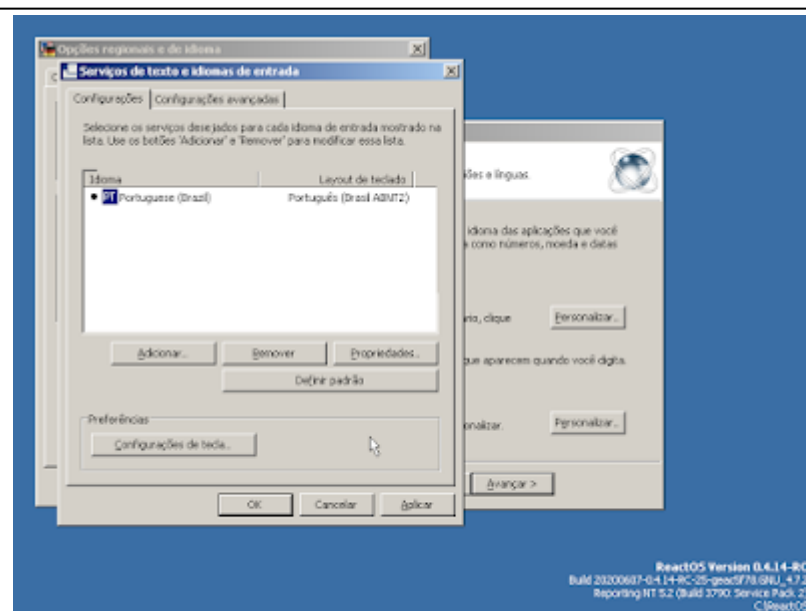 Opções regionais e de idioma
Serviços de texto e idiomas de entrada
Configurações
Configurações avançadas
Selecione os serviços desejados para cada idioma de entrada mostrado na
lista. Use os botões 'Adicionar' e 'Remover' para modificar essa lista.
Idioma
Layout de teclado
PT Portuguese (Brazil)
Português (Brasil ABNT2)
Adicionar...
Remover
Propriedades...
Definir padrão
Preferências
Configurações de tecla...
OK
Cancelar
Aplicar
e línguas.
idioma das aplicações que você
como números, moeda e datas
clique
Personalizar...
que aparecem quando você digita.
Personalizar...
Avançar >
ReactOS Version 0.4.14-RC
Reporting NT 5.2 (Build 3790: Service Pack 2
C:\ReactOS